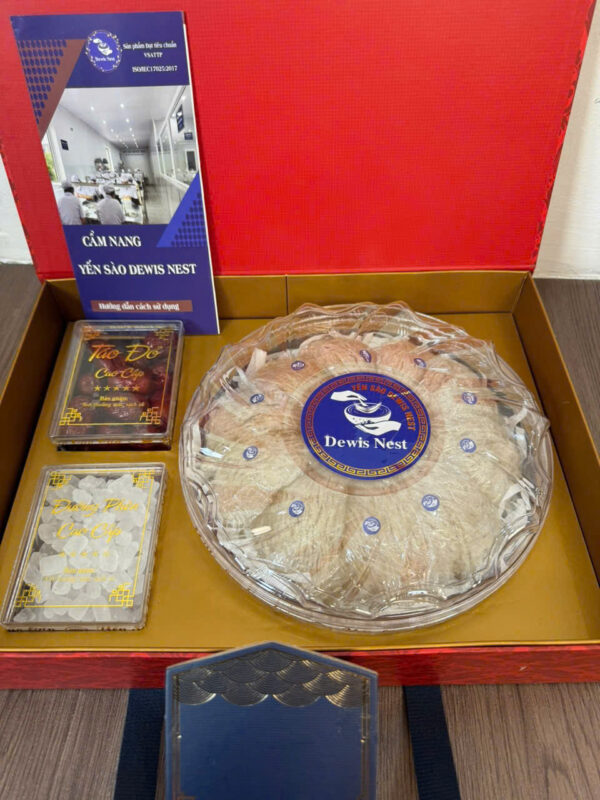 Sản phẩm Đạt tiêu chuẩn
VSATTP
ISO/IEC17025:2017
Dewis Nest
CẨM NANG
YẾN SÀO DEWIS NEST
Hướng dẫn cách sử dụng
Táo Đỏ
Cao Cấp
Đường Phèn
Cao Cấp
YẾN SÀO DEWIS NEST
Dewis Nest